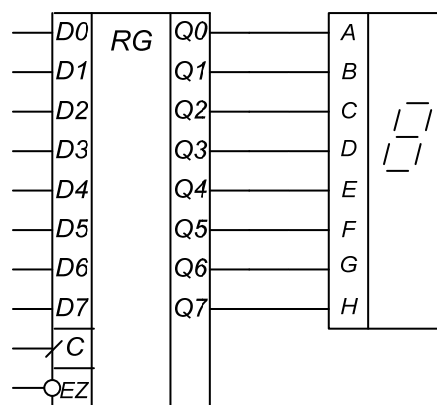 D0 RG Q0 A
D1 Q1 B
D2 Q2 C
D3 Q3 D
D4 Q4 E
D5 Q5 F
D6 Q6 G
D7 Q7 H
C
EZ